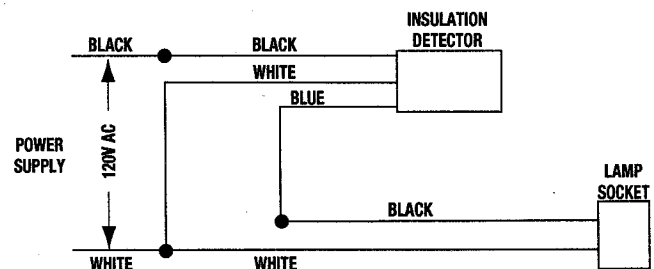 INSULATION
DETECTOR
BLACK
BLACK
WHITE
BLUE
POWER
SUPPLY
120V AC
LAMP
SOCKET
BLACK
WHITE
WHITE